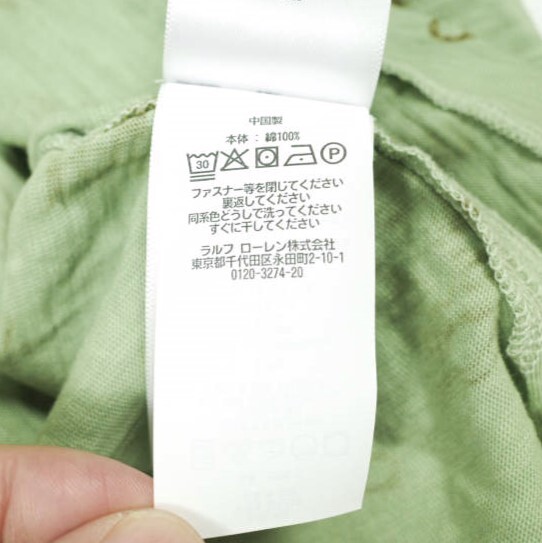 中国製
本体 : 綿100%
30 P
ファスナー等を閉じてください
裏返してください
同系色どうしで洗ってください
すぐに干してください
ラルフ ローレン株式会社
東京都千代田区永田町2-10-1
0120-3274-20